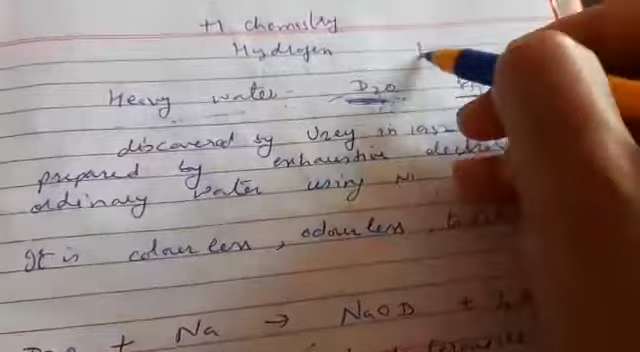 +1 chemistry
Hydrogen
Heavy water D2O
discovered by Urey in
prepared by exhaustive
ordinary water using Ni
It is colourless, odourless,
+ Na → NaOD +